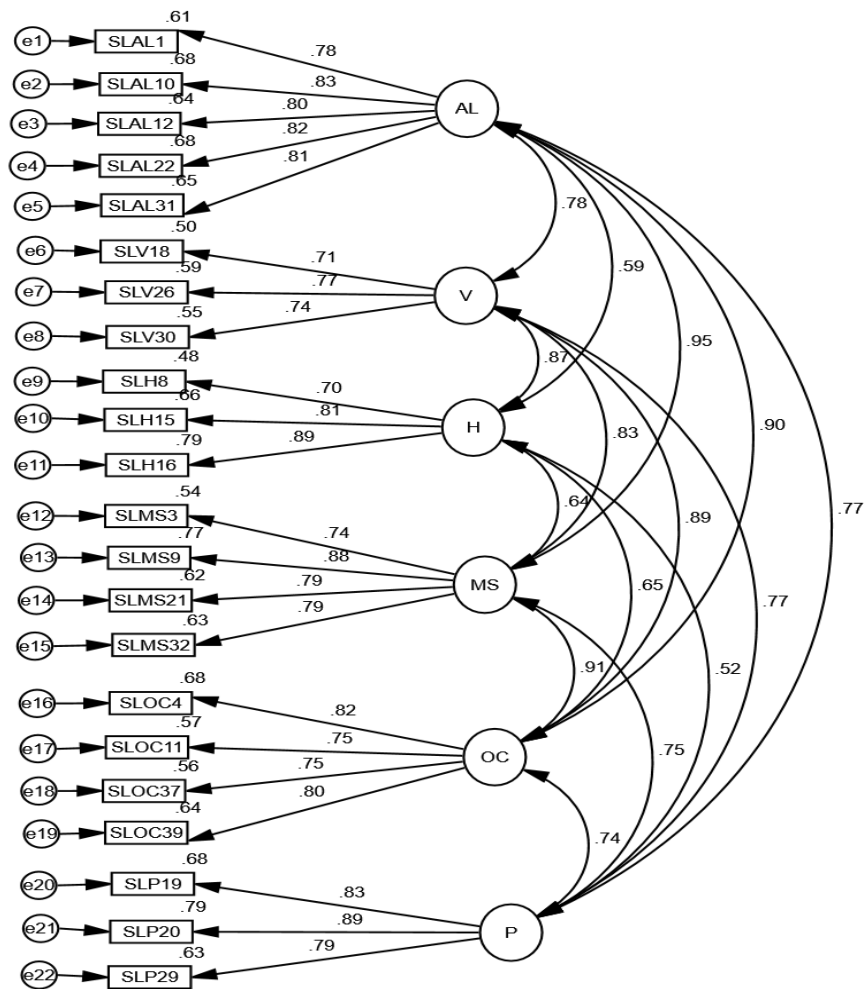 .61
e1 SLAL1
.78
.68
e2 SLAL10
.83
.64
e3 SLAL12
.80
.68
e4 SLAL22
.82
.65
e5 SLAL31
.81
AL
.50
e6 SLV18
.71
.59
e7 SLV26
.77
.55
e8 SLV30
.74
V
.48
e9 SLH8
.70
.66
e10 SLH15
.81
.79
e11 SLH16
.89
H
.54
e12 SLMS3
.74
.77
e13 SLMS9
.88
.62
e14 SLMS21
.79
.63
e15 SLMS32
.79
MS
.68
e16 SLOC4
.82
.57
e17 SLOC11
.75
.56
e18 SLOC37
.75
.64
e19 SLOC39
.80
OC
.68
e20 SLP19
.83
.79
e21 SLP20
.89
.63
e22 SLP29
.79
P
.78
.59
.95
.90
.77
.87
.83
.89
.77
.64
.65
.52
.91
.75
.74